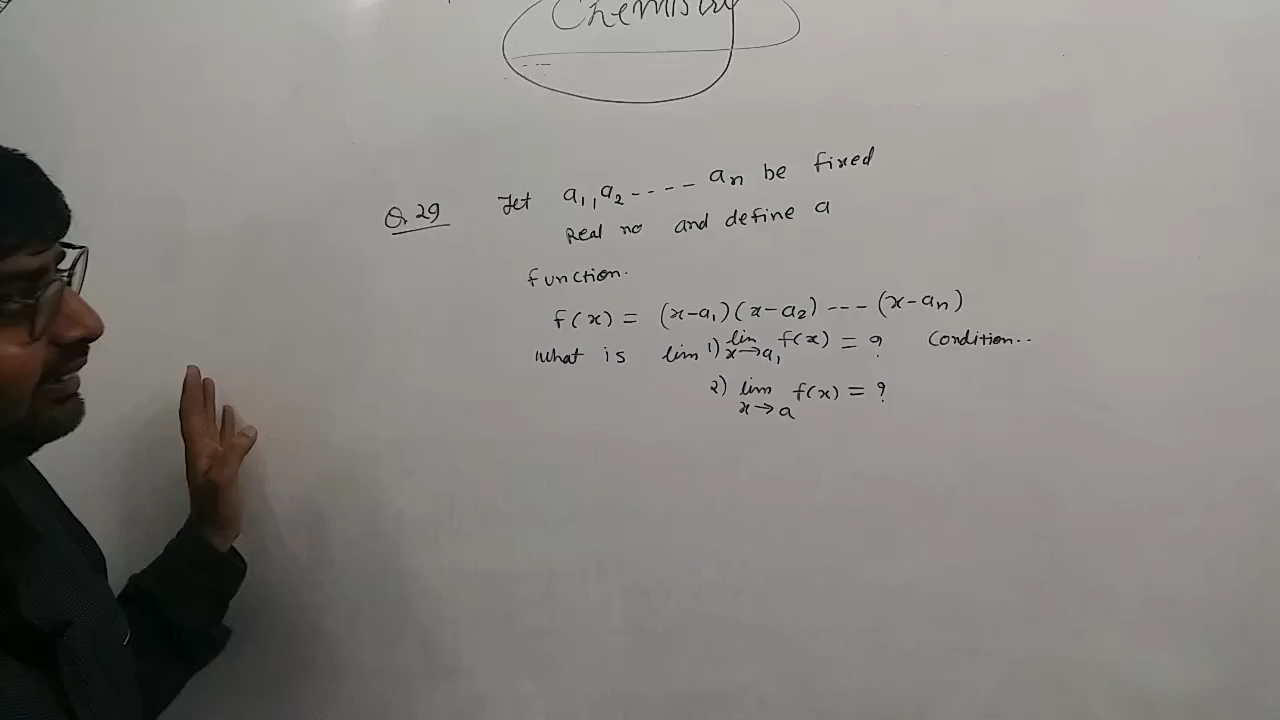 Chemistry
Q. 29 Let a₁, a₂ ---- aₙ be fixed
Real no and define a
function.
f(x) = (x-a₁)(x-a₂) --- (x-aₙ)
What is lim 1) lim x→a₁ f(x) = ? Condition..
2) lim x→a f(x) = ?